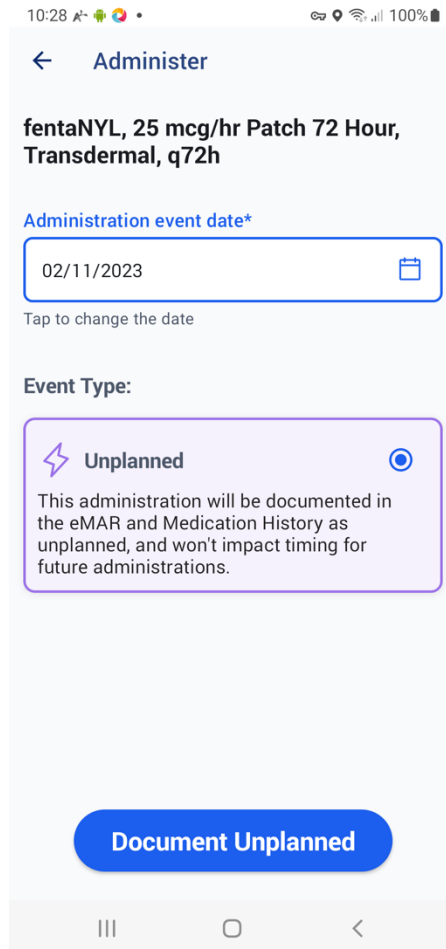 10:28
100%
Administer
fentaNYL, 25 mcg/hr Patch 72 Hour,
Transdermal, q72h
Administration event date*
02/11/2023
Tap to change the date
Event Type:
Unplanned
This administration will be documented in
the eMAR and Medication History as
unplanned, and won't impact timing for
future administrations.
Document Unplanned